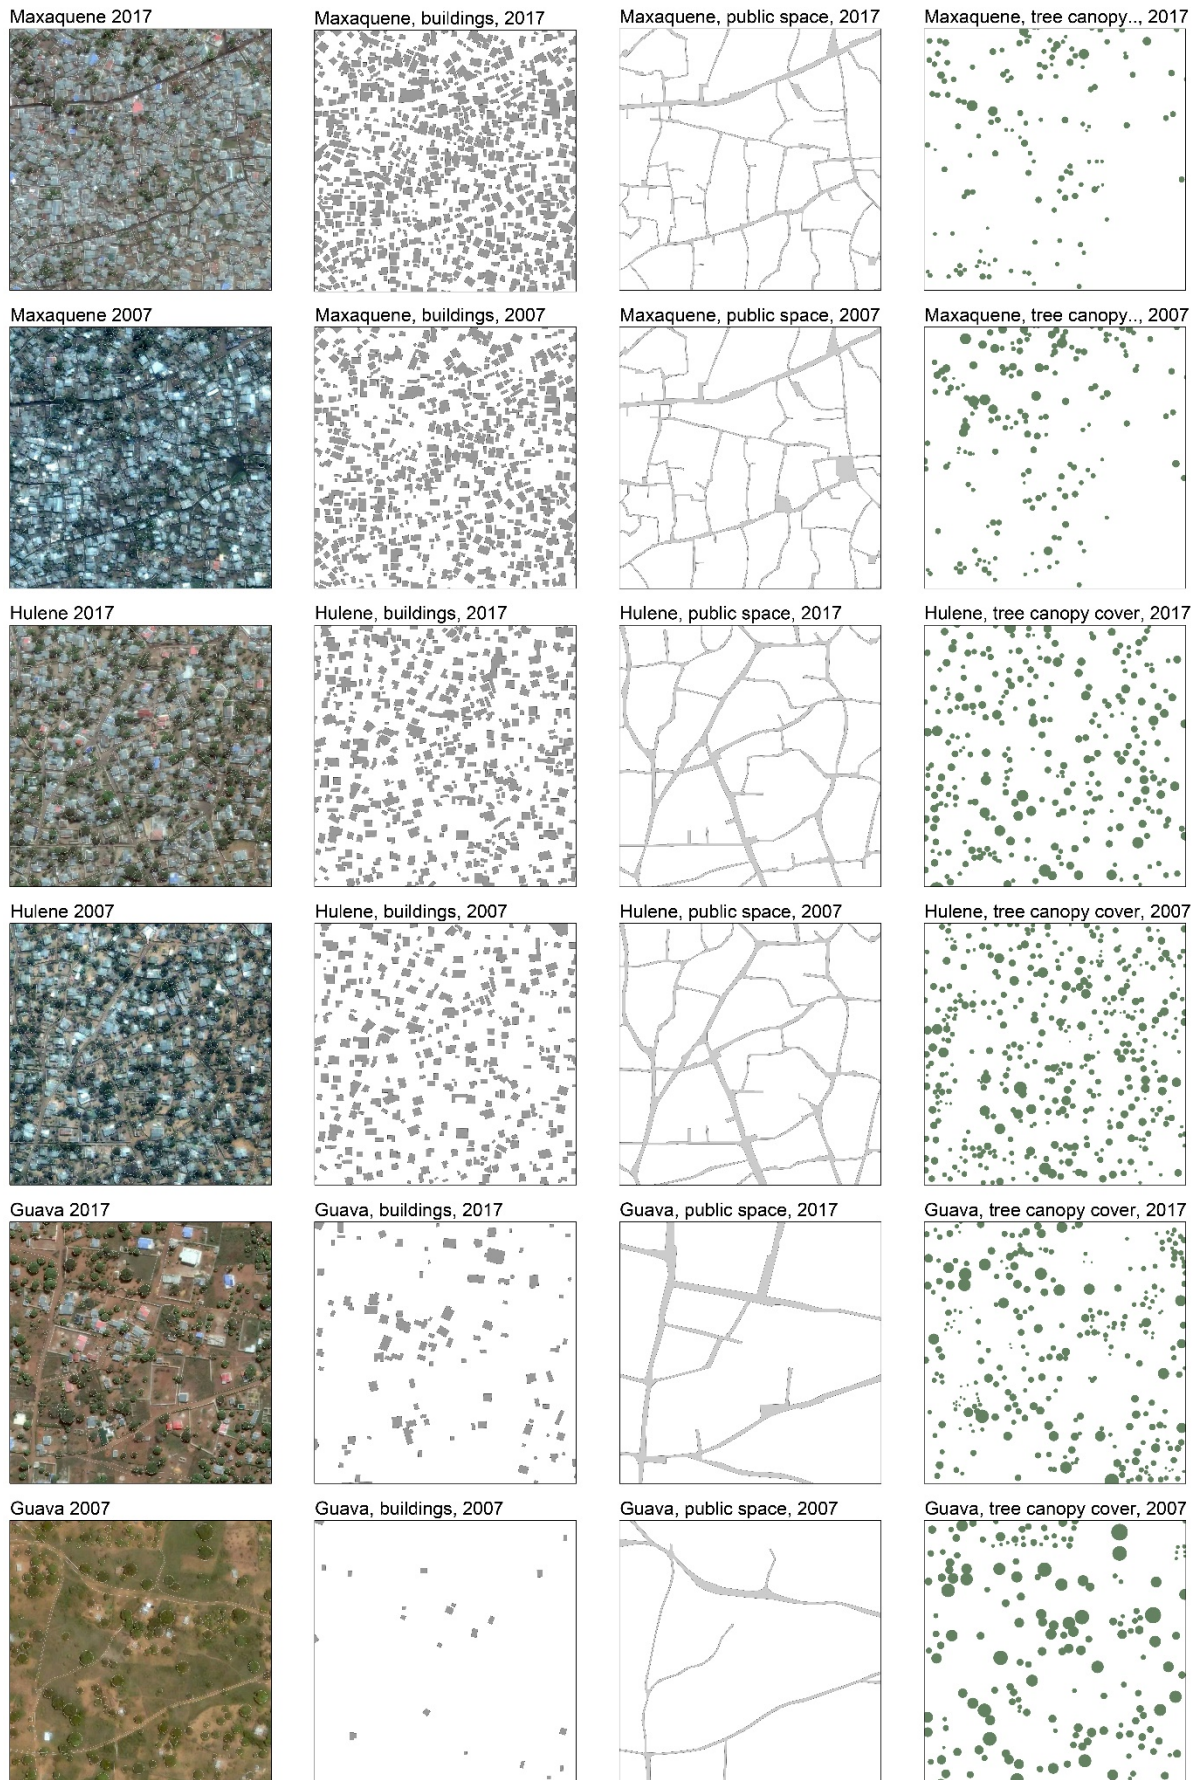 Maxaquene 2017
Maxaquene, buildings, 2017
Maxaquene, public space, 2017
Maxaquene, tree canopy.., 2017
Maxaquene 2007
Maxaquene, buildings, 2007
Maxaquene, public space, 2007
Maxaquene, tree canopy.., 2007
Hulene 2017
Hulene, buildings, 2017
Hulene, public space, 2017
Hulene, tree canopy cover, 2017
Hulene 2007
Hulene, buildings, 2007
Hulene, public space, 2007
Hulene, tree canopy cover, 2007
Guava 2017
Guava, buildings, 2017
Guava, public space, 2017
Guava, tree canopy cover, 2017
Guava 2007
Guava, buildings, 2007
Guava, public space, 2007
Guava, tree canopy cover, 2007